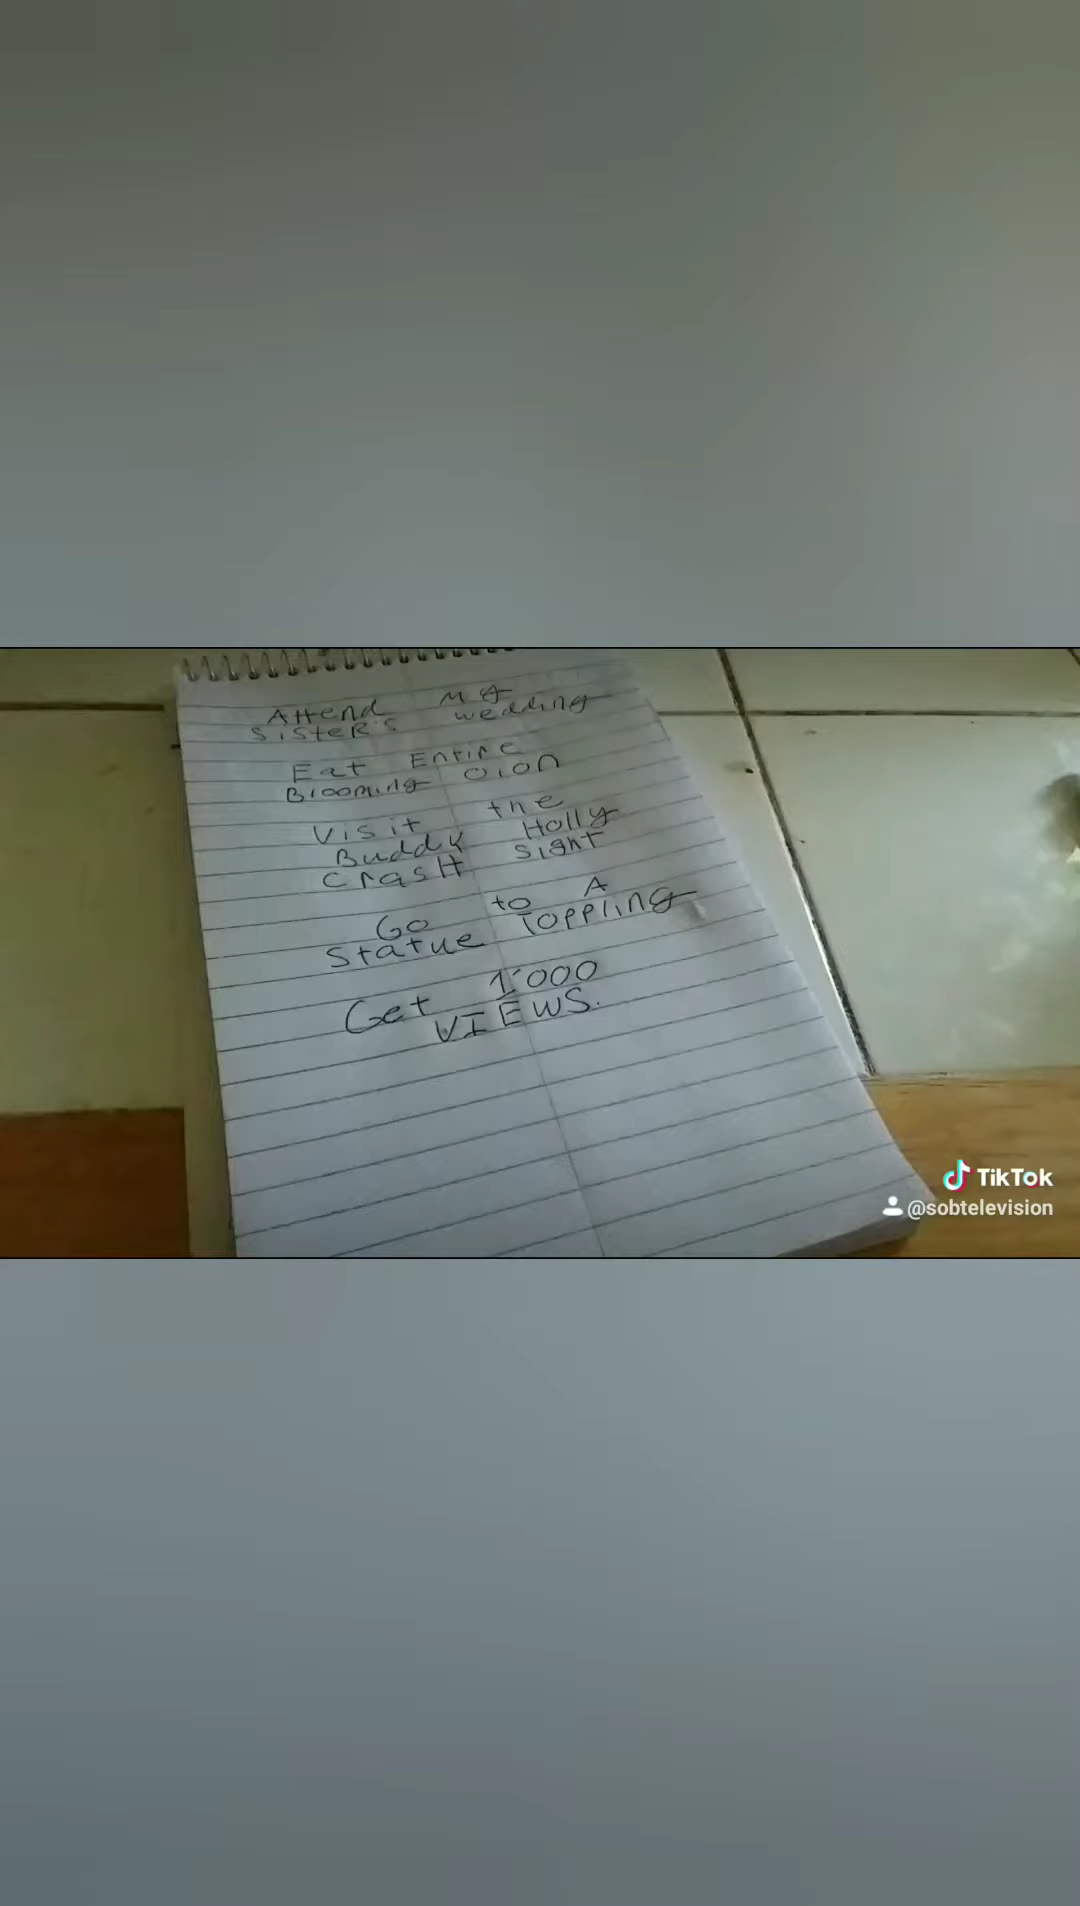 Attend My
Sister's wedding
Eat Entire
Blooming Oion
Visit the
Buddy Holly
Crash Sight
Go to A
Statue Toppling
Get 1'000
VIEWS.
TikTok
@sobtelevision